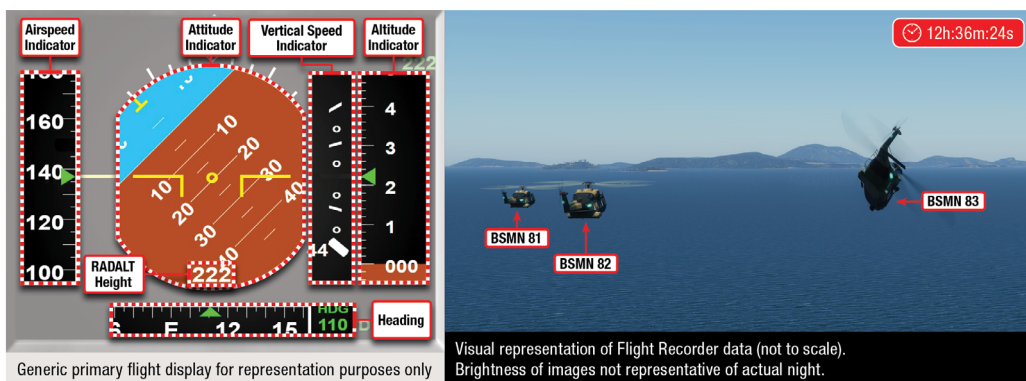 Airspeed
Indicator
Attitude
Indicator
Vertical Speed
Indicator
Altitude
Indicator
222
160
140
120
100
10
10
20
30
40
10
20
30
40
222
4
3
2
1
000
RADALT
Height
S E 12 15
HDG
110
Heading
Generic primary flight display for representation purposes only
12h:36m:24s
BSMN 81
BSMN 82
BSMN 83
Visual representation of Flight Recorder data (not to scale).
Brightness of images not representative of actual night.